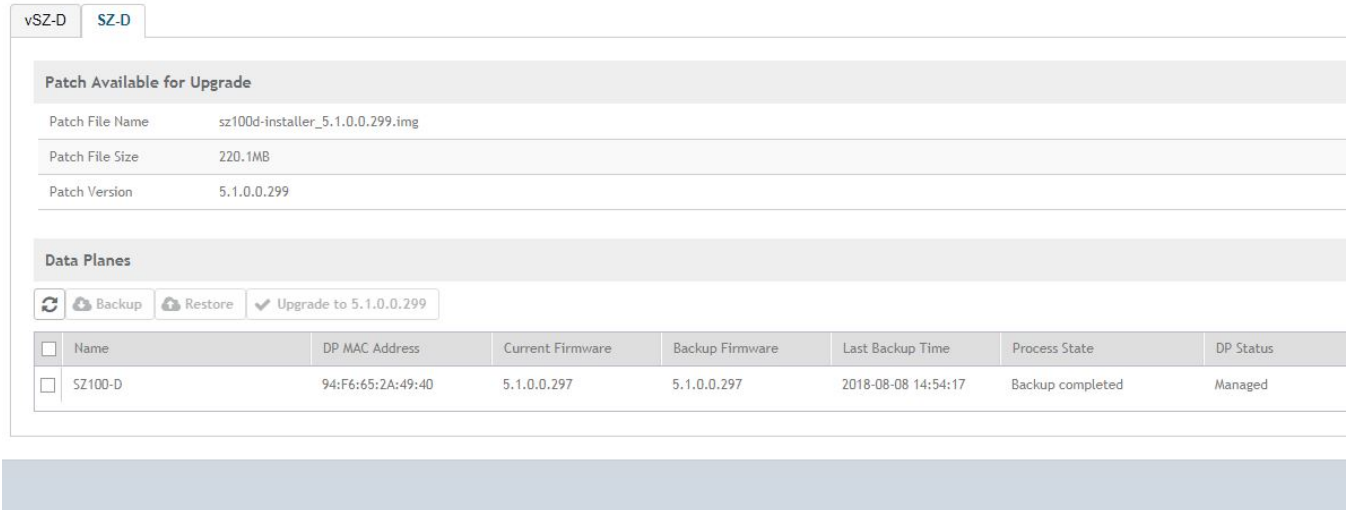 vSZ-D SZ-D
Patch Available for Upgrade
Patch File Name sz100d-installer_5.1.0.0.299.img
Patch File Size 220.1MB
Patch Version 5.1.0.0.299
Data Planes
Backup Restore Upgrade to 5.1.0.0.299
Name DP MAC Address Current Firmware Backup Firmware Last Backup Time Process State DP Status
SZ100-D 94:F6:65:2A:49:40 5.1.0.0.297 5.1.0.0.297 2018-08-08 14:54:17 Backup completed Managed